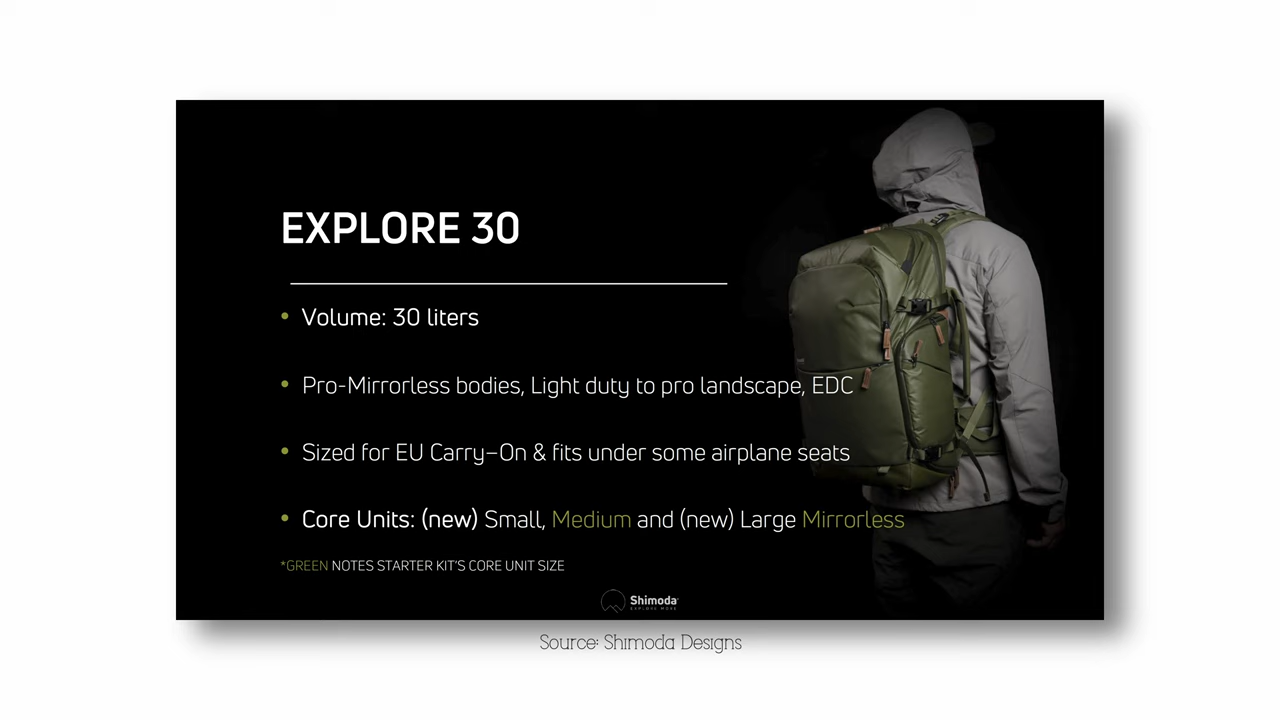 EXPLORE 30
• Volume: 30 liters
• Pro-Mirrorless bodies, Light duty to pro landscape, EDC
• Sized for EU Carry–On & fits under some airplane seats
• Core Units: (new) Small, Medium and (new) Large Mirrorless
*GREEN NOTES STARTER KIT'S CORE UNIT SIZE
Shimoda
EXPLORE MORE
Source: Shimoda Designs